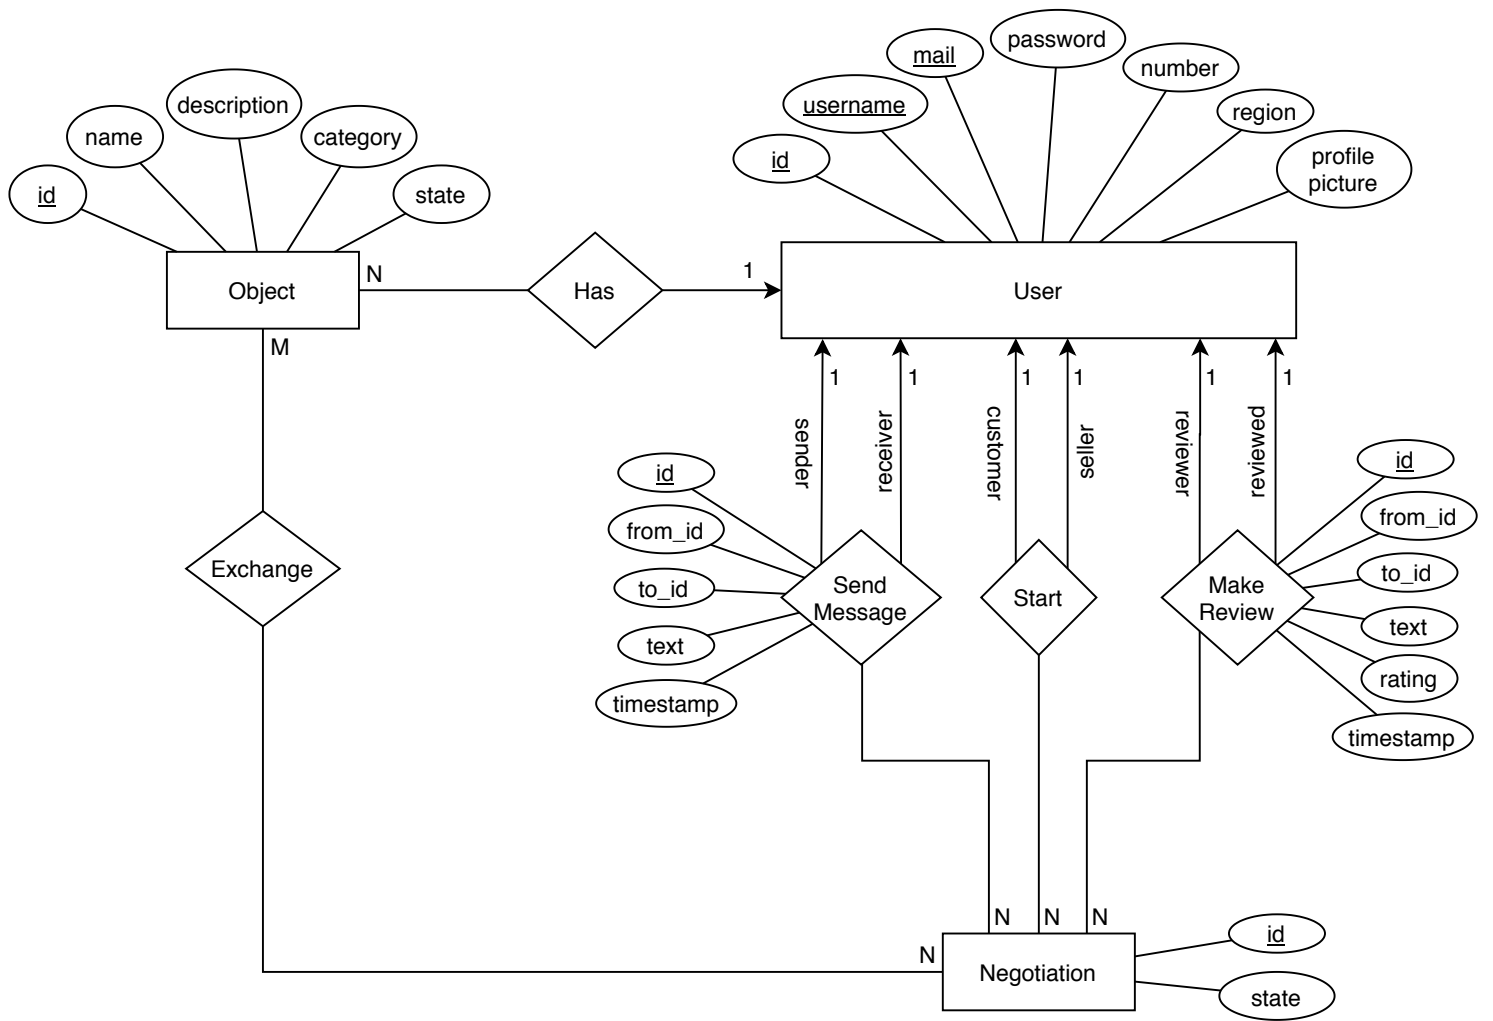 id
name
description
category
state
id
username
mail
password
number
region
profile
picture
Object
N
Has
1
User
M
1
1
1
1
1
1
sender
receiver
customer
seller
reviewer
reviewed
Exchange
id
from_id
to_id
text
timestamp
Send
Message
Start
Make
Review
id
from_id
to_id
text
rating
timestamp
N
N
N
N
Negotiation
id
state